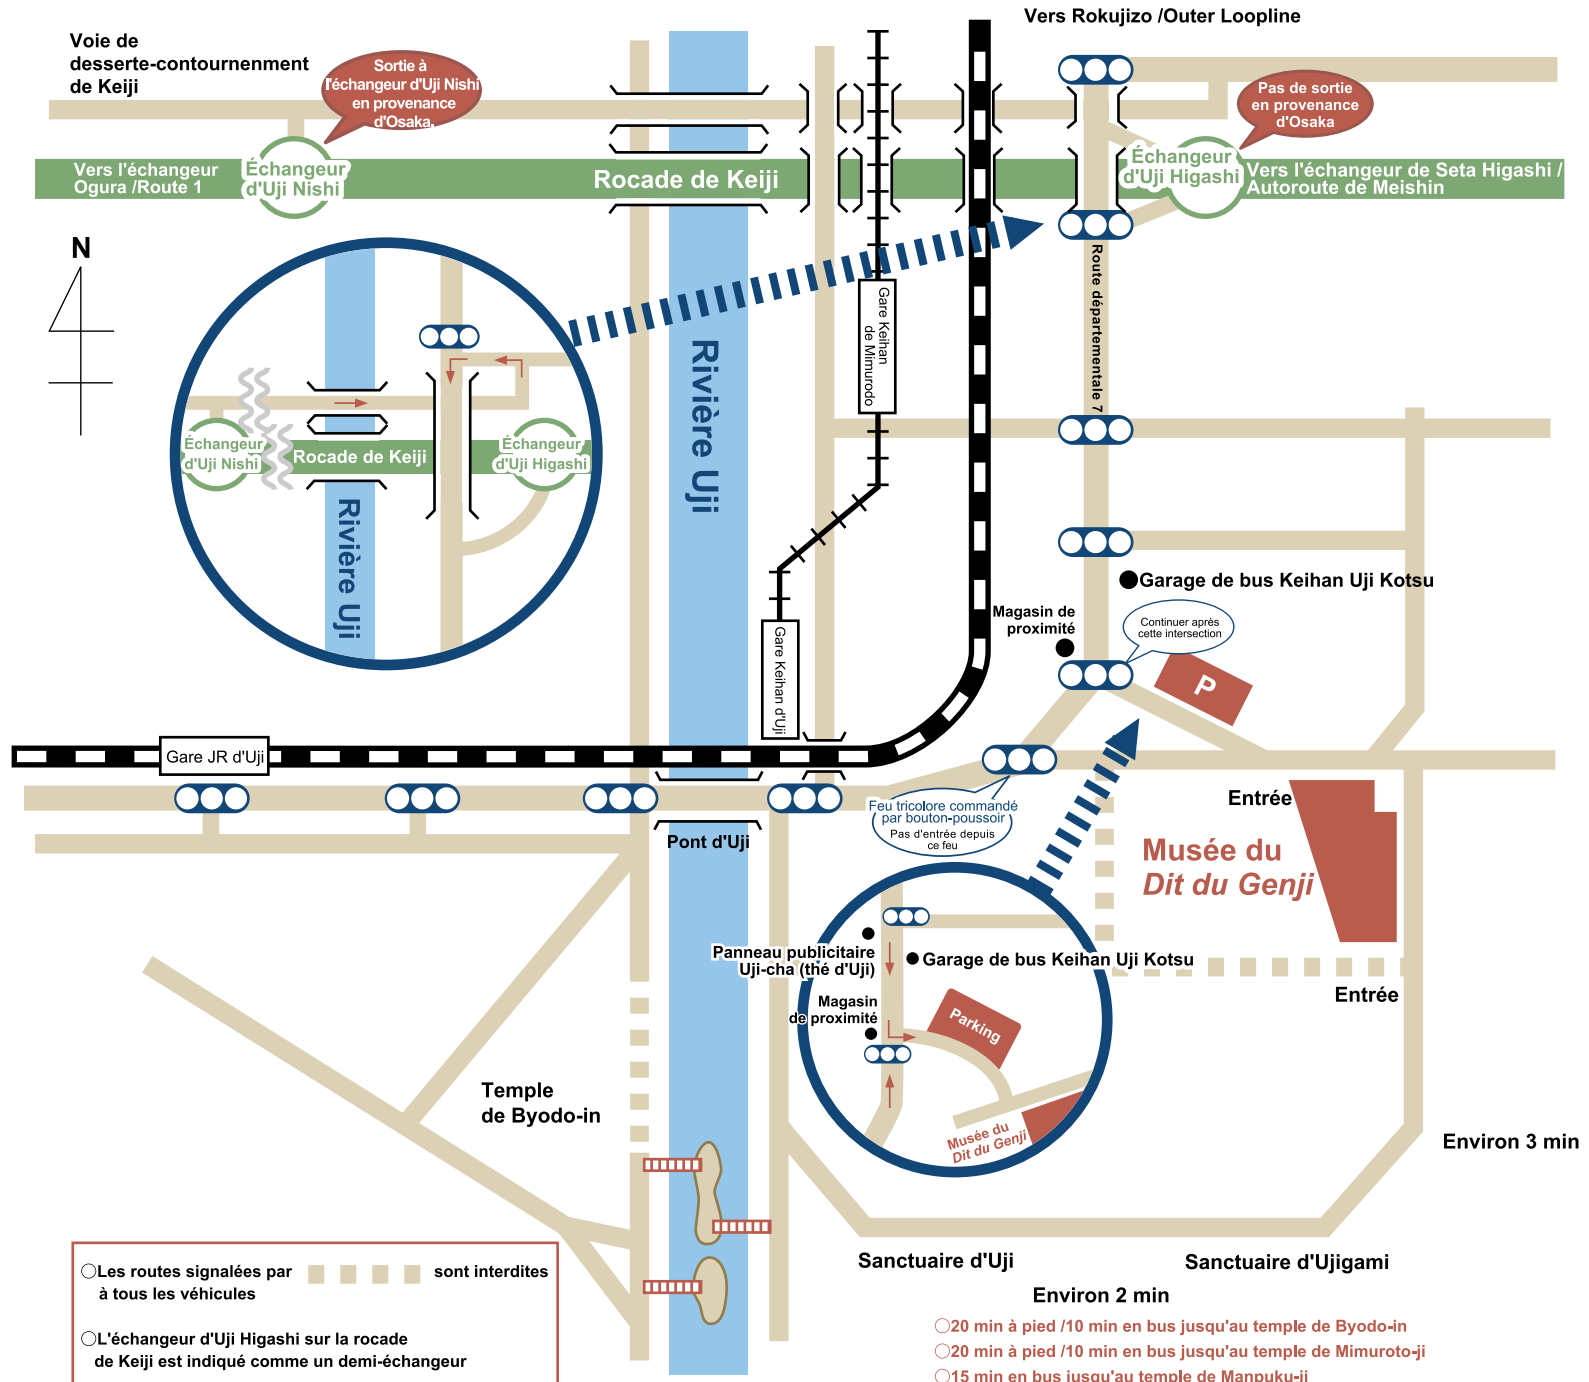 Vers Rokujizo /Outer Loopline
Voie de
desserte-contournenment
de Keiji
Sortie à
l'échangeur d'Uji Nishi
en provenance
d'Osaka.
Pas de sortie
en provenance
d'Osaka
Vers l'échangeur
Ogura /Route 1
Échangeur
d'Uji Nishi
Rocade de Keiji
Échangeur
d'Uji Higashi
Vers l'échangeur de Seta Higashi /
Autoroute de Meishin
N
Route départementale 7
Gare Keihan
de Mimurodo
Rivière Uji
Échangeur
d'Uji Nishi
Rocade de Keiji
Échangeur
d'Uji Higashi
Rivière Uji
Garage de bus Keihan Uji Kotsu
Magasin de
proximité
Continuer après
cette intersection
P
Gare Keihan d'Uji
Gare JR d'Uji
Feu tricolore commandé
par bouton-poussoir
Pas d'entrée depuis
ce feu
Entrée
Pont d'Uji
Musée du
Dit du Genji
Panneau publicitaire
Uji-cha (thé d'Uji)
Garage de bus Keihan Uji Kotsu
Entrée
Magasin
de proximité
Parking
Musée du
Dit du Genji
Temple
de Byodo-in
Environ 3 min
Sanctuaire d'Uji
Sanctuaire d'Ujigami
Environ 2 min
○Les routes signalées par sont interdites
à tous les véhicules
○L'échangeur d'Uji Higashi sur la rocade
de Keiji est indiqué comme un demi-échangeur
○20 min à pied /10 min en bus jusqu'au temple de Byodo-in
○20 min à pied /10 min en bus jusqu'au temple de Mimuroto-ji
○15 min en bus jusqu'au temple de Manpuku-ji